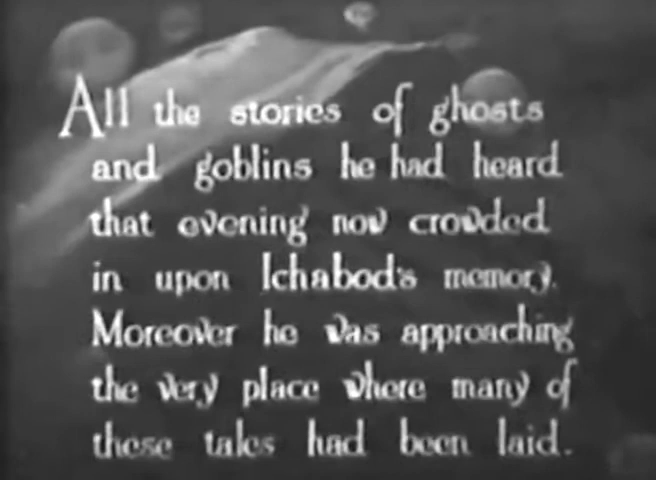 All the stories of ghosts
and goblins he had heard
that evening now crowded
in upon Ichabod's memory.
Moreover he was approaching
the very place where many of
these tales had been laid.